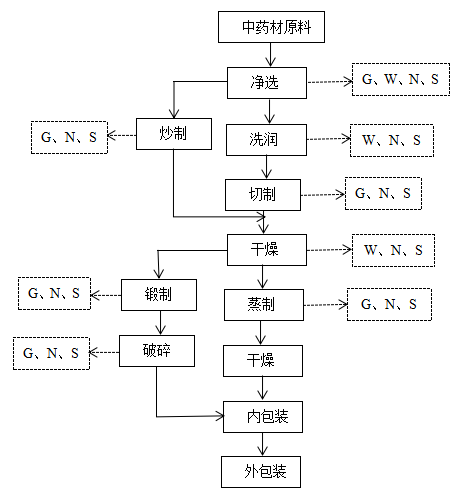 中药材原料
净选
G、W、N、S
炒制
G、N、S
洗润
W、N、S
切制
G、N、S
干燥
W、N、S
锻制
G、N、S
蒸制
G、N、S
破碎
G、N、S
干燥
内包装
外包装